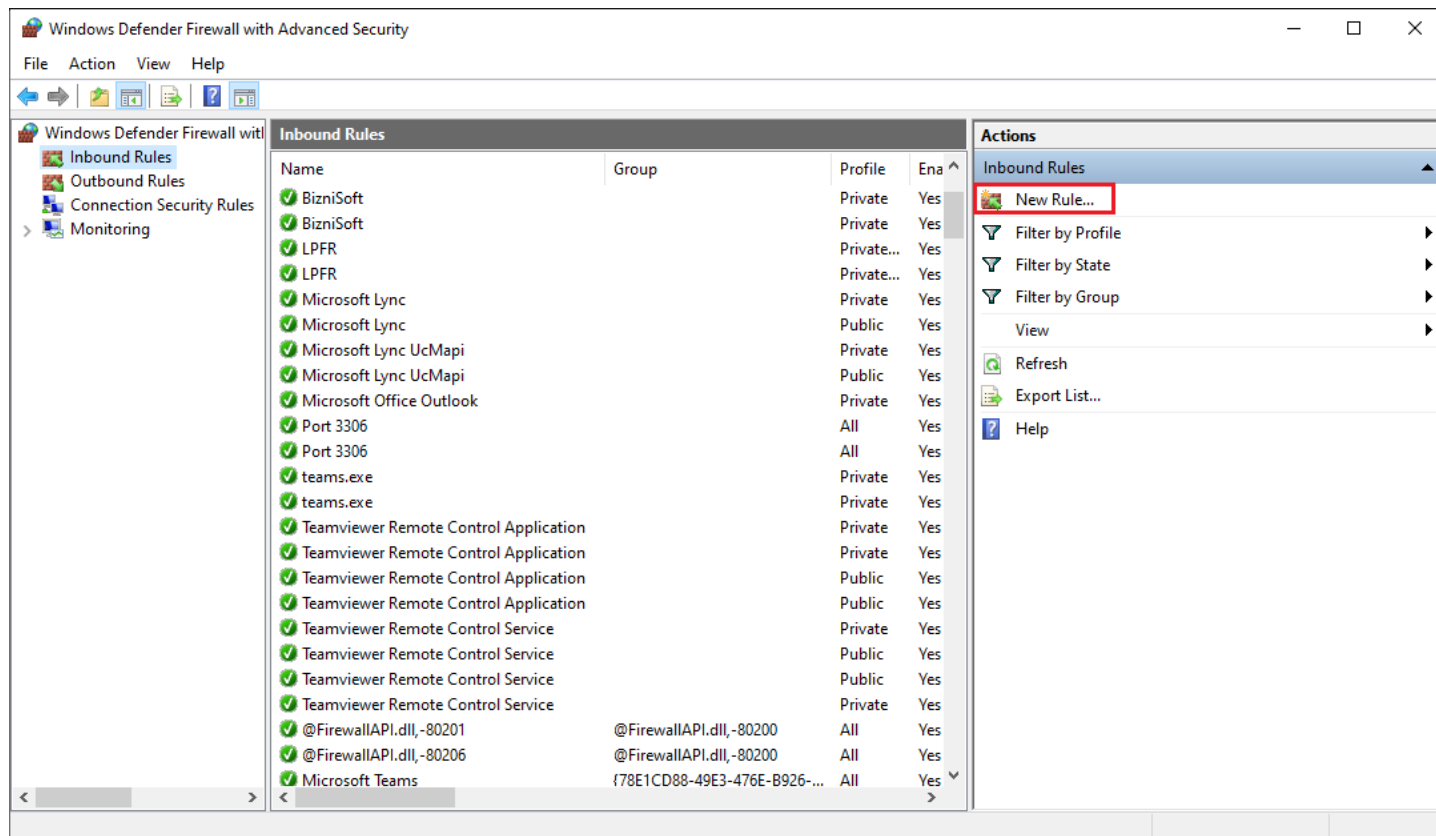 Windows Defender Firewall with Advanced Security
File Action View Help
Windows Defender Firewall witl
Inbound Rules
Outbound Rules
Connection Security Rules
Monitoring
Inbound Rules
Name Group Profile Ena
BizniSoft Private Yes
BizniSoft Private Yes
LPFR Private... Yes
LPFR Private... Yes
Microsoft Lync Private Yes
Microsoft Lync Public Yes
Microsoft Lync UcMapi Private Yes
Microsoft Lync UcMapi Public Yes
Microsoft Office Outlook Private Yes
Port 3306 All Yes
Port 3306 All Yes
teams.exe Private Yes
teams.exe Private Yes
Teamviewer Remote Control Application Private Yes
Teamviewer Remote Control Application Private Yes
Teamviewer Remote Control Application Public Yes
Teamviewer Remote Control Application Public Yes
Teamviewer Remote Control Service Private Yes
Teamviewer Remote Control Service Public Yes
Teamviewer Remote Control Service Public Yes
Teamviewer Remote Control Service Private Yes
@FirewallAPI.dll,-80201 @FirewallAPI.dll,-80200 All Yes
@FirewallAPI.dll,-80206 @FirewallAPI.dll,-80200 All Yes
Microsoft Teams {78E1CD88-49E3-476E-B926-... All Yes
Actions
Inbound Rules
New Rule...
Filter by Profile
Filter by State
Filter by Group
View
Refresh
Export List...
Help